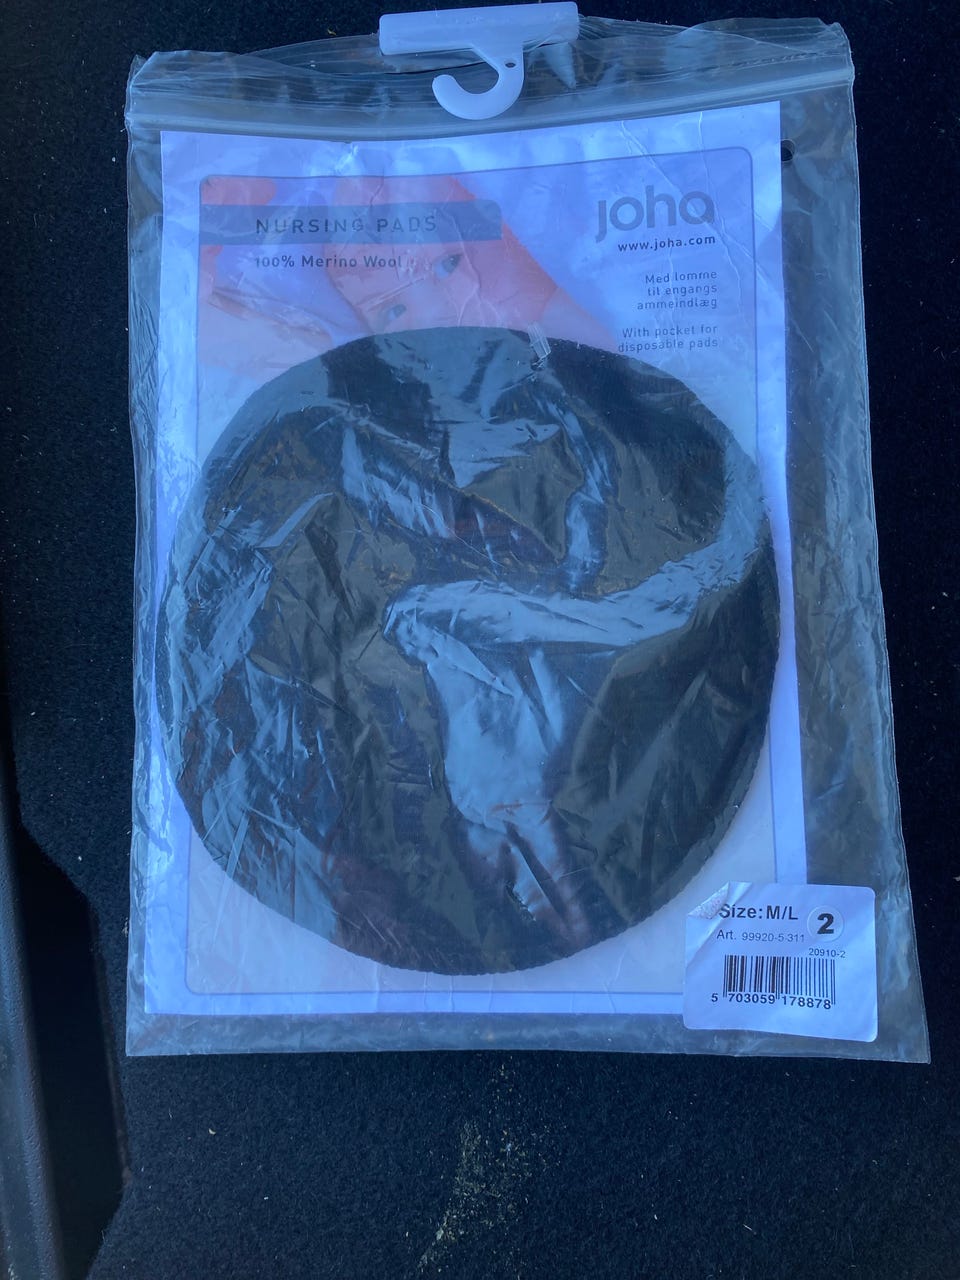 NURSING PADS
100% Merino Wool
joha
www.joha.com
Med lomme
til engangs
ammeindlæg
With pocket for
disposable pads
Size: M/L 2
Art. 99920-5-311
20910-2
5 703059 178878